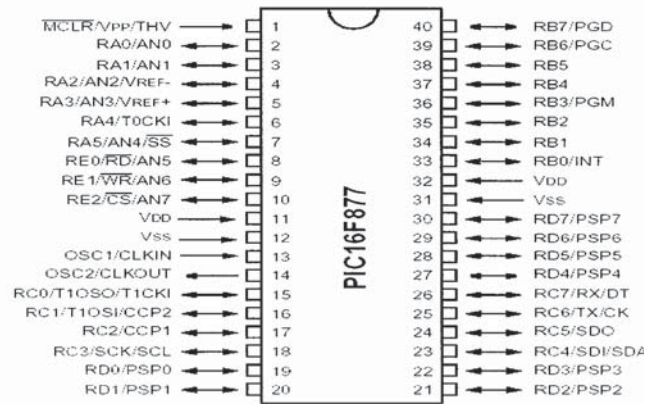 MCLR/VPP/THV 1 40 RB7/PGD
RA0/AN0 2 39 RB6/PGC
RA1/AN1 3 38 RB5
RA2/AN2/VREF- 4 37 RB4
RA3/AN3/VREF+ 5 36 RB3/PGM
RA4/T0CKI 6 35 RB2
RA5/AN4/SS 7 34 RB1
RE0/RD/AN5 8 33 RB0/INT
RE1/WR/AN6 9 32 VDD
RE2/CS/AN7 10 31 VSS
VDD 11 30 RD7/PSP7
VSS 12 29 RD6/PSP6
OSC1/CLKIN 13 28 RD5/PSP5
OSC2/CLKOUT 14 27 RD4/PSP4
RC0/T1OSO/T1CKI 15 26 RC7/RX/DT
RC1/T1OSI/CCP2 16 25 RC6/TX/CK
RC2/CCP1 17 24 RC5/SDO
RC3/SCK/SCL 18 23 RC4/SDI/SDA
RD0/PSP0 19 22 RD3/PSP3
RD1/PSP1 20 21 RD2/PSP2
PIC16F877